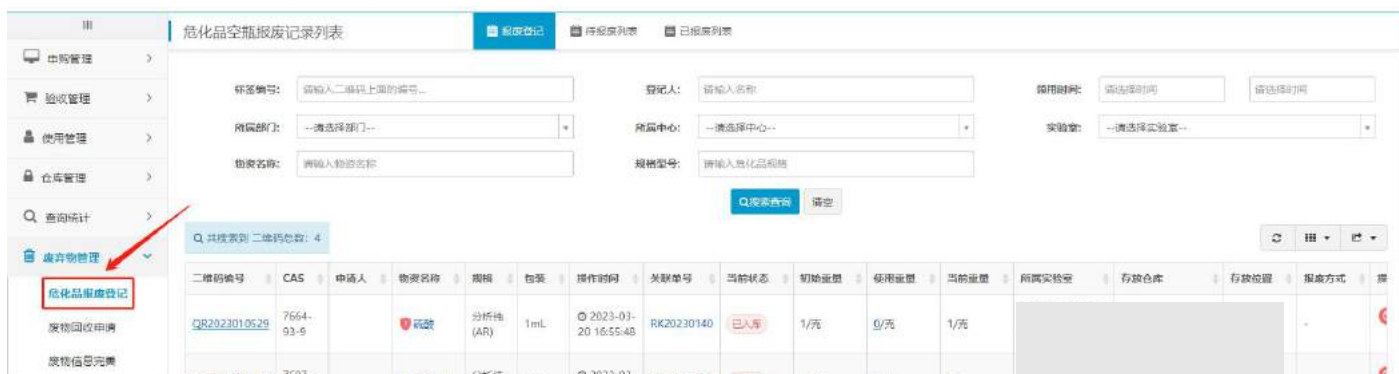 危化品空瓶报废记录列表
报废登记
待报废列表
已报废列表
申购管理
验收管理
使用管理
仓库管理
查询统计
废弃物管理
危化品报废登记
废物回收申请
废物信息完善
标签编号: 请输入二维码上面的编号...
登记人: 请输入名称
领用时间: 请选择时间 请选择时间
所属部门: --请选择部门--
所属中心: --请选择中心--
实验室: --请选择实验室--
物资名称: 请输入物资名称
规格型号: 请输入危化品规格
搜索查询 清空
共搜索到 二维码总数: 4
二维码编号 CAS 申请人 物资名称 规格 包装 操作时间 关联单号 当前状态 初始重量 使用重量 当前重量 所属实验室 存放仓库 存放位置 报废方式
QR2023010529 7664-93-9 硫酸 分析纯(AR) 1mL 2023-03-20 16:55:48 RK20230140 已入库 1/壳 0/壳 1/壳 -